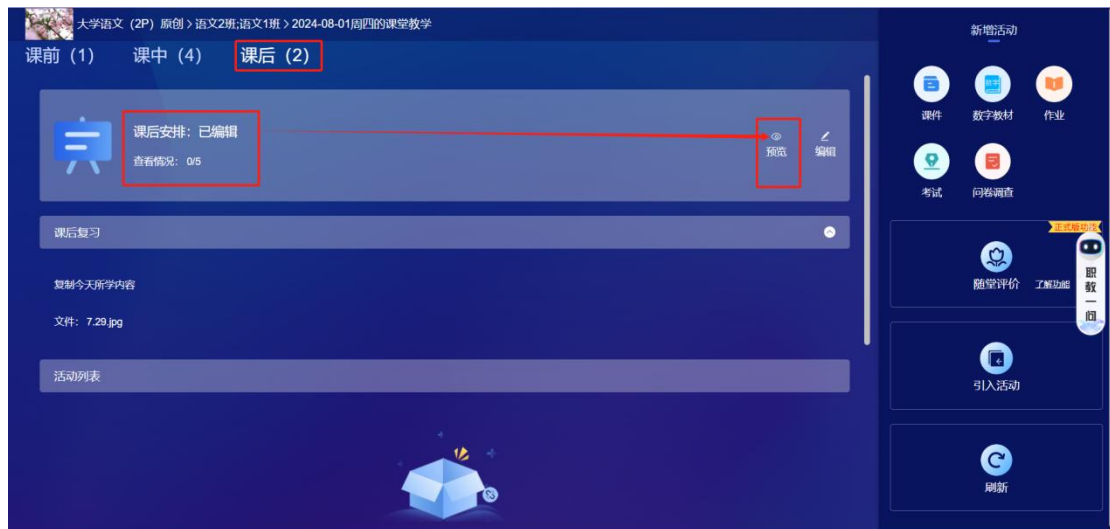 大学语文（2P）原创 > 语文2班;语文1班 > 2024-08-01周四的课堂教学
课前（1） 课中（4） 课后（2）
课后安排：已编辑
查看情况： 0/5
预览 编辑
课后复习
复制今天所学内容
文件： 7.29.jpg
活动列表
新增活动
课件 数字教材 作业
考试 问卷调查
正式版功能
随堂评价 了解功能
职教一问
引入活动
刷新